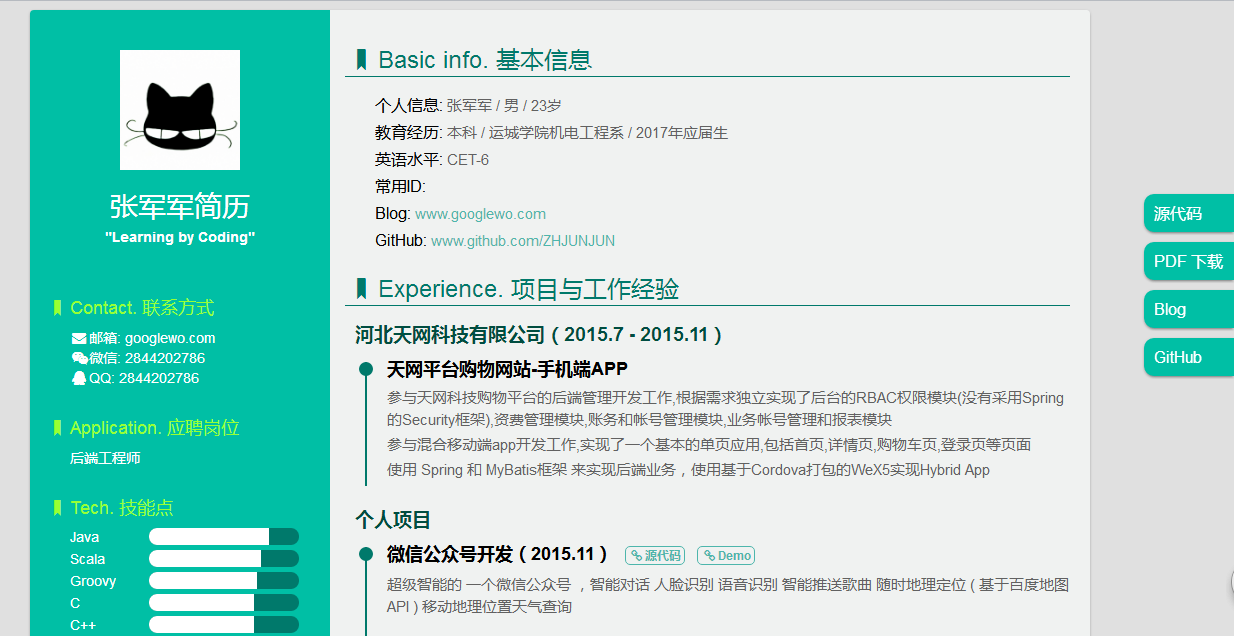 张军军简历
"Learning by Coding"
Contact. 联系方式
邮箱: googlewo.com
微信: 2844202786
QQ: 2844202786
Application. 应聘岗位
后端工程师
Tech. 技能点
Java
Scala
Groovy
C
C++
Basic info. 基本信息
个人信息: 张军军 / 男 / 23岁
教育经历: 本科 / 运城学院机电工程系 / 2017年应届生
英语水平: CET-6
常用ID:
Blog: www.googlewo.com
GitHub: www.github.com/ZHJUNJUN
Experience. 项目与工作经验
河北天网科技有限公司 ( 2015.7 - 2015.11 )
天网平台购物网站-手机端APP
参与天网科技购物平台的后端管理开发工作,根据需求独立实现了后台的RBAC权限模块(没有采用Spring
的Security框架),资费管理模块,账务和帐号管理模块,业务帐号管理和报表模块
参与混合移动端app开发工作,实现了一个基本的单页应用,包括首页,详情页,购物车页,登录页等页面
使用 Spring 和 MyBatis框架 来实现后端业务，使用基于Cordova打包的WeX5实现Hybrid App
个人项目
微信公众号开发 ( 2015.11 ) 源代码 Demo
超级智能的 一个微信公众号 ，智能对话 人脸识别 语音识别 智能推送歌曲 随时地理定位 ( 基于百度地图
API ) 移动地理位置天气查询
源代码
PDF 下载
Blog
GitHub